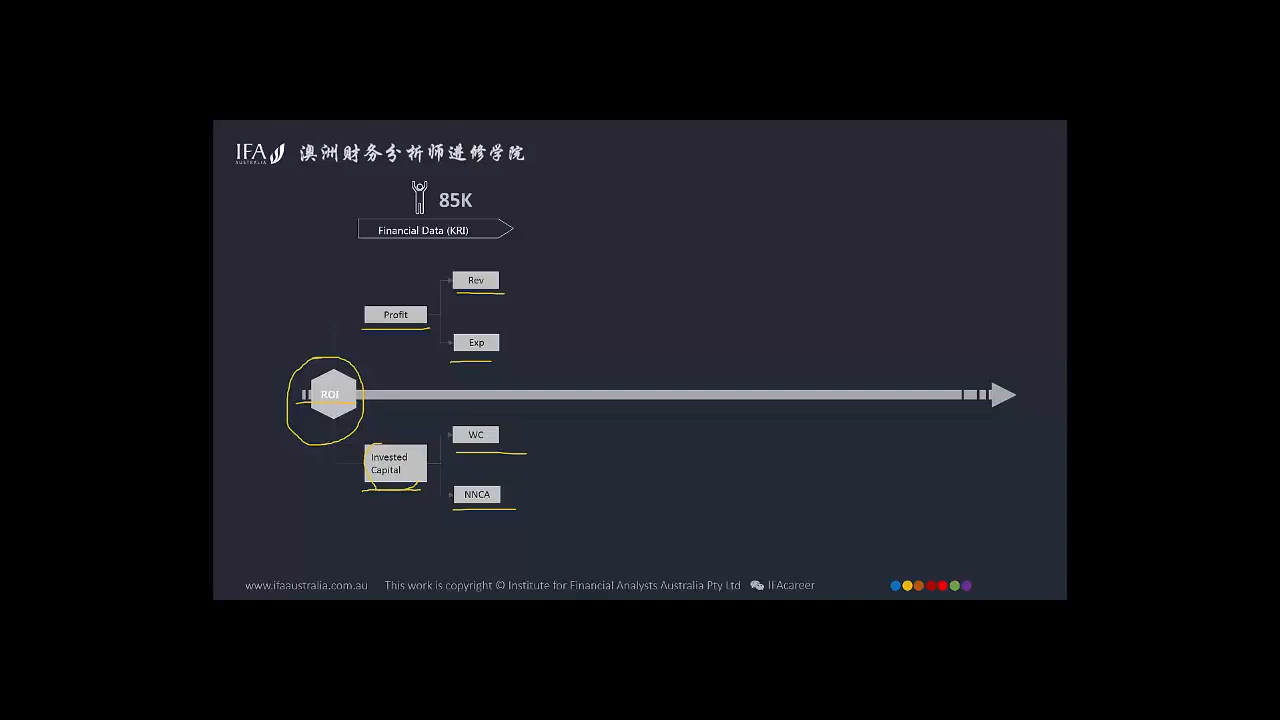 IFA
AUSTRALIA
澳洲财务分析师进修学院
85K
Financial Data (KRI)
Rev
Profit
Exp
ROI
WC
Invested
Capital
NNCA
www.ifaaustralia.com.au This work is copyright © Institute for Financial Analysts Australia Pty Ltd IFAcareer